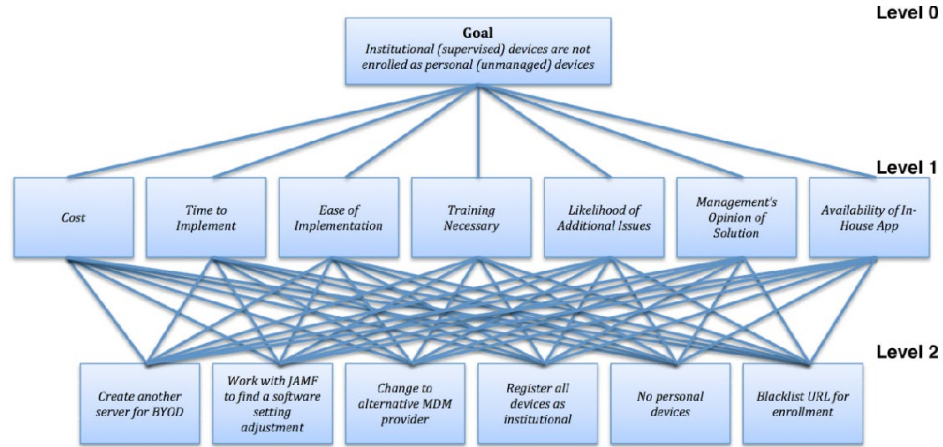 Level 0
Goal
Institutional (supervised) devices are not
enrolled as personal (unmanaged) devices
Level 1
Cost
Time to
Implement
Ease of
Implementation
Training
Necessary
Likelihood of
Additional Issues
Management's
Opinion of
Solution
Availability of In-
House App
Level 2
Create another
server for BYOD
Work with JAMF
to find a software
setting
adjustment
Change to
alternative MDM
provider
Register all
devices as
institutional
No personal
devices
Blacklist URL for
enrollment